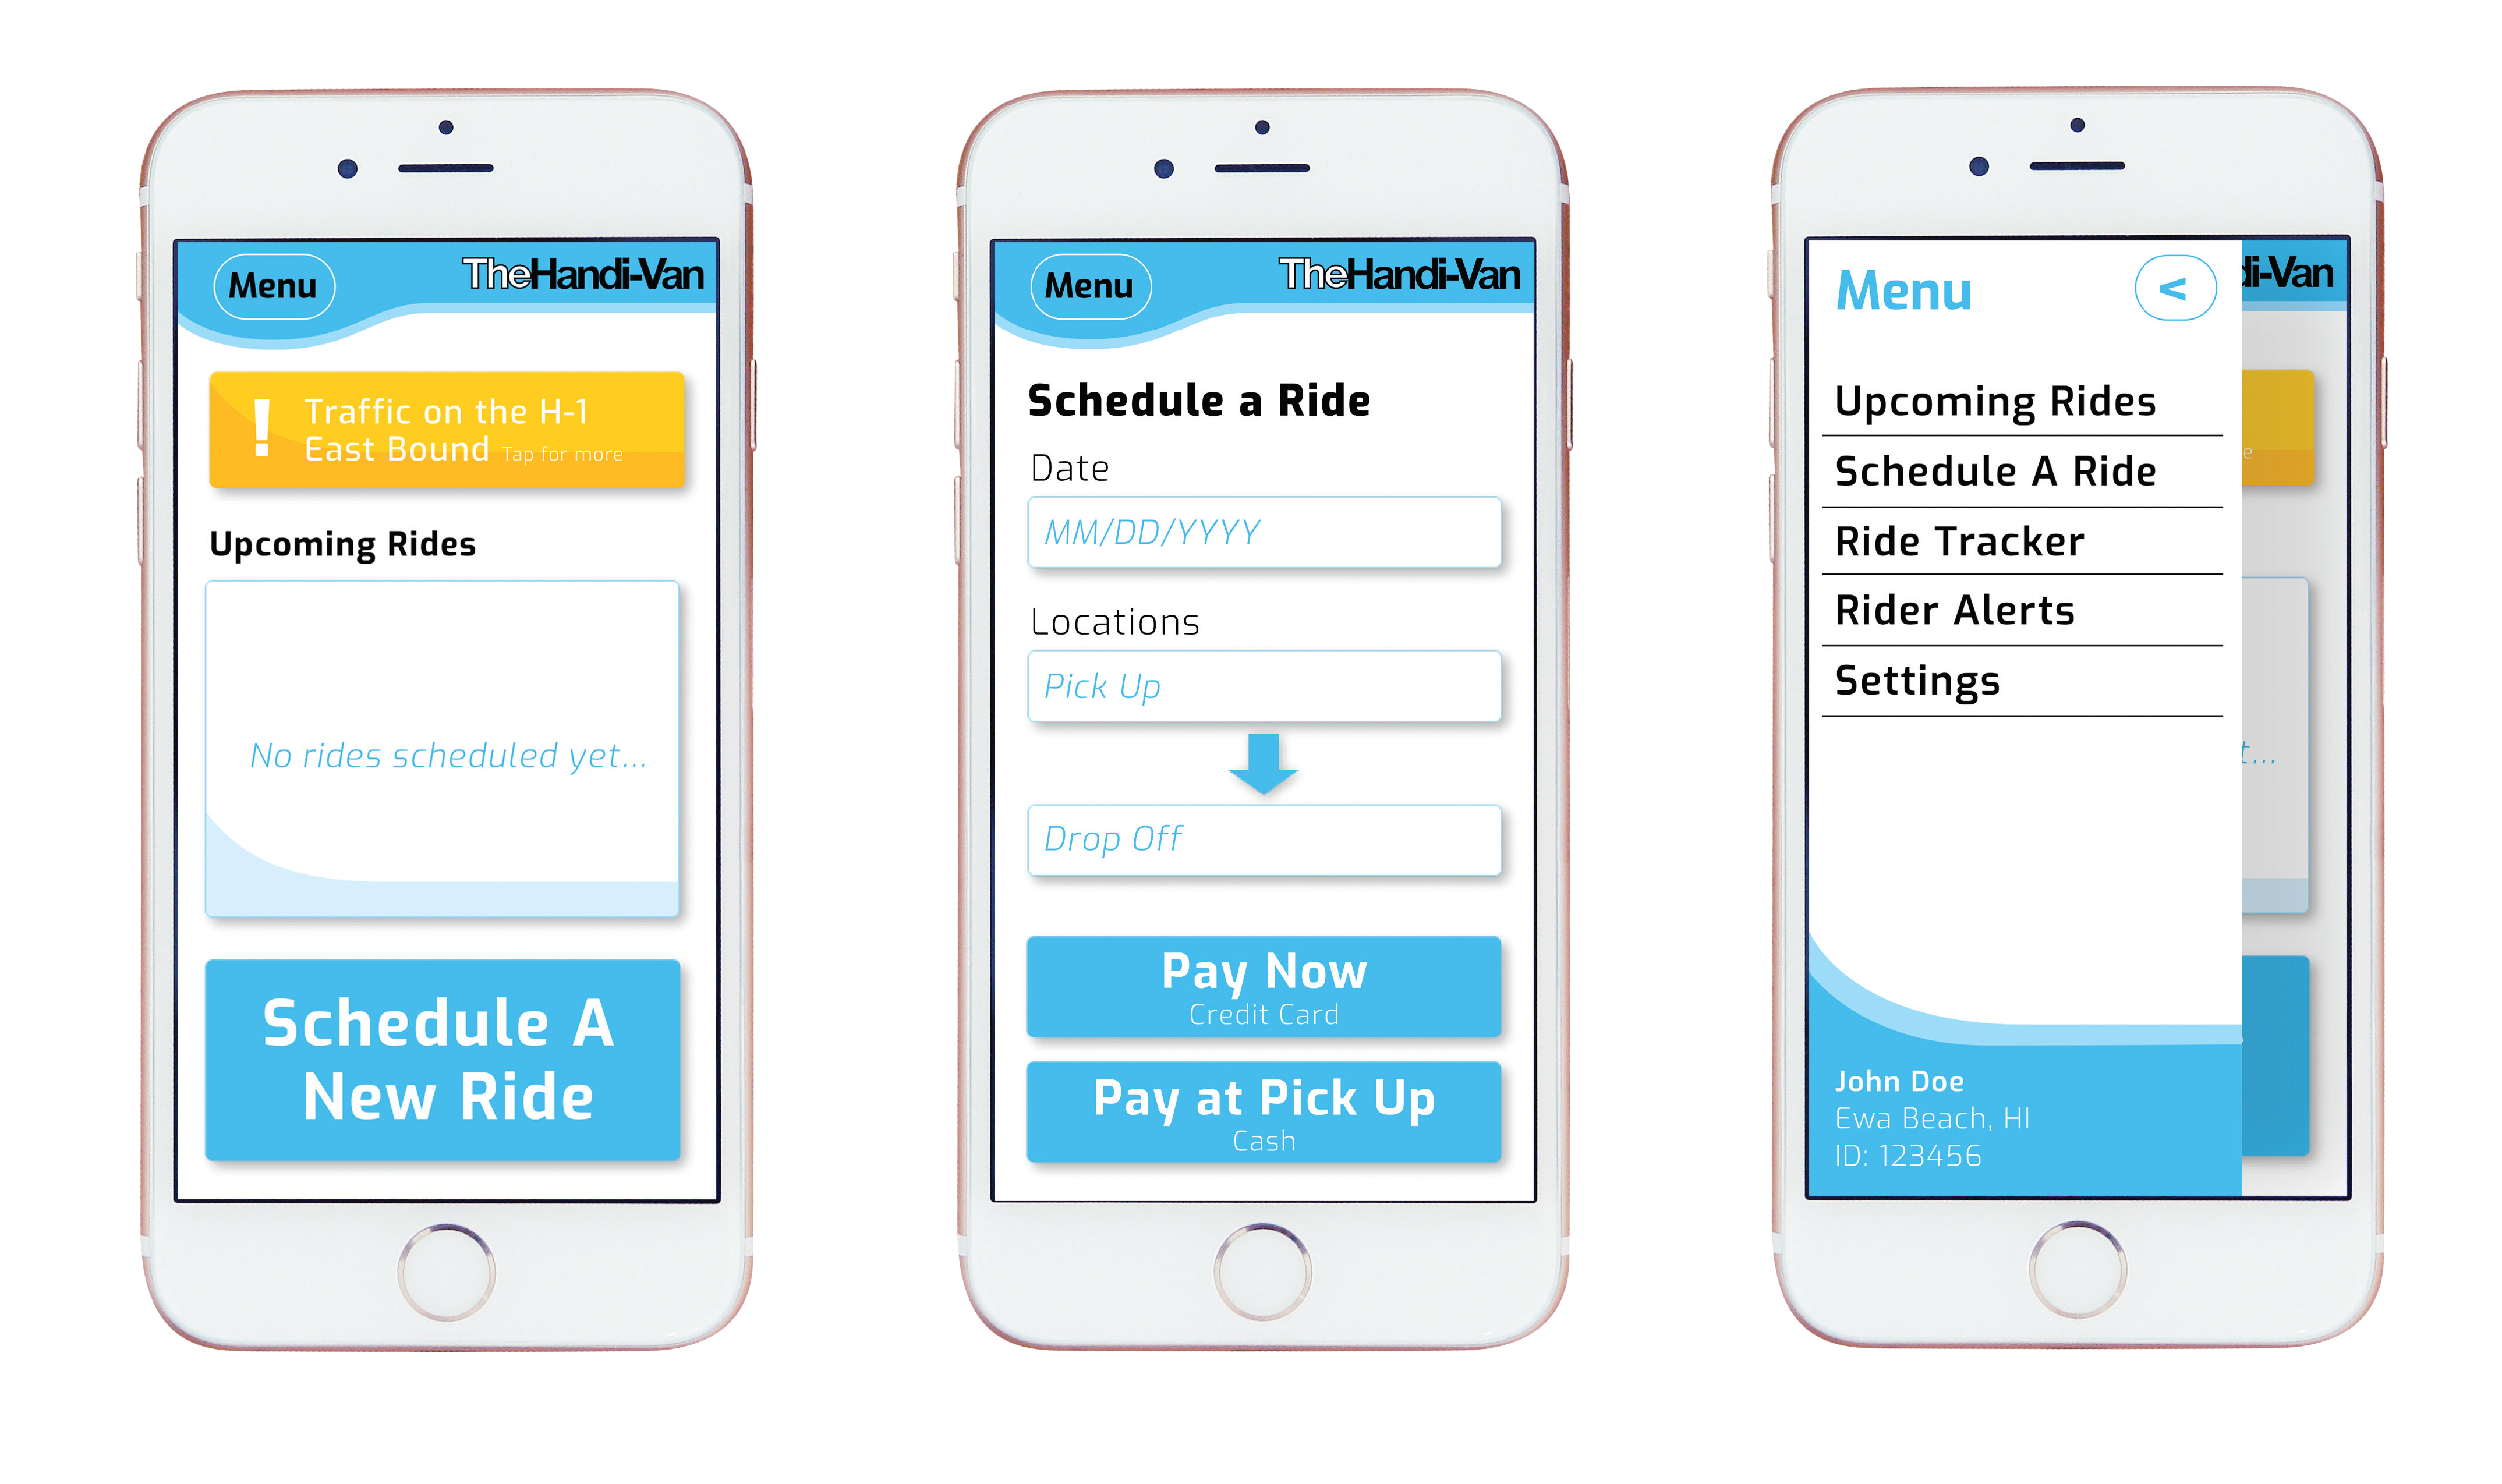 Menu
TheHandi-Van
!
Traffic on the H-1
East Bound Tap for more
Upcoming Rides
No rides scheduled yet...
Schedule A
New Ride
Menu
TheHandi-Van
Schedule a Ride
Date
MM/DD/YYYY
Locations
Pick Up
Drop Off
Pay Now
Credit Card
Pay at Pick Up
Cash
Menu
<
di-Van
Upcoming Rides
e
Schedule A Ride
Ride Tracker
Rider Alerts
Settings
t...
John Doe
Ewa Beach, HI
ID: 123456